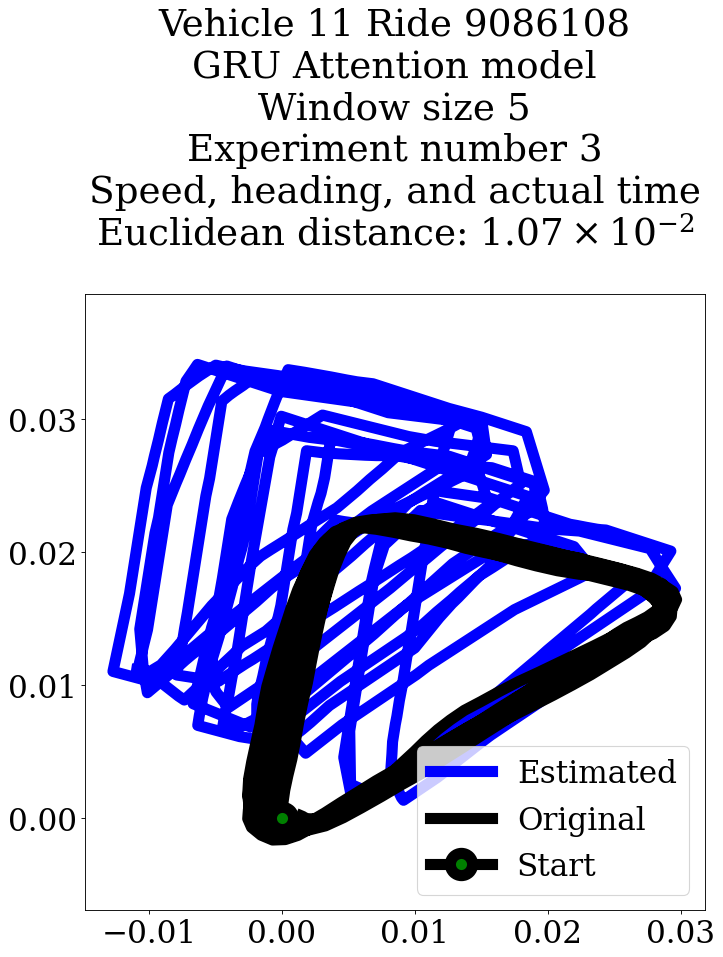 Vehicle 11 Ride 9086108
GRU Attention model
Window size 5
Experiment number 3
Speed, heading, and actual time
Euclidean distance: 1.07 × 10⁻²
0.03
0.02
0.01
0.00
Estimated
Original
Start
−0.01 0.00 0.01 0.02 0.03